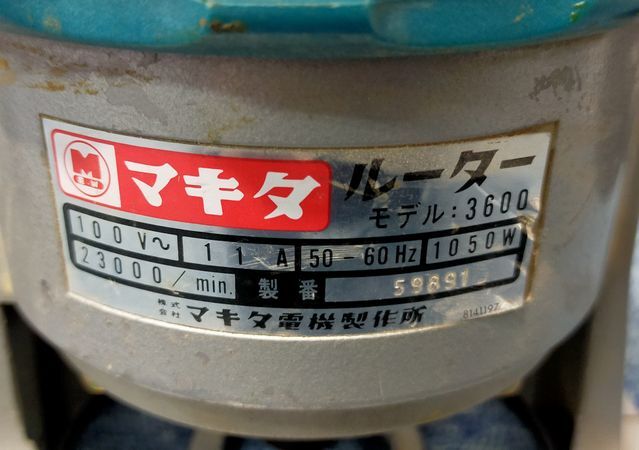 M
マキタ
ルーター
モデル:3600
100V～ 11A 50-60Hz 1050W
23000/min. 製番 59891
株式会社 マキタ電機製作所 814119